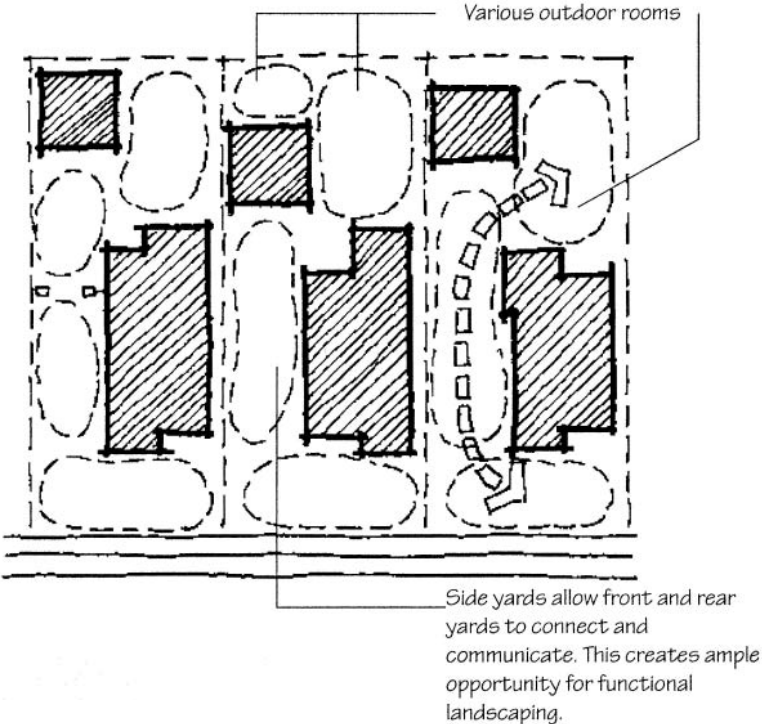 Various outdoor rooms
Side yards allow front and rear
yards to connect and
communicate. This creates ample
opportunity for functional
landscaping.